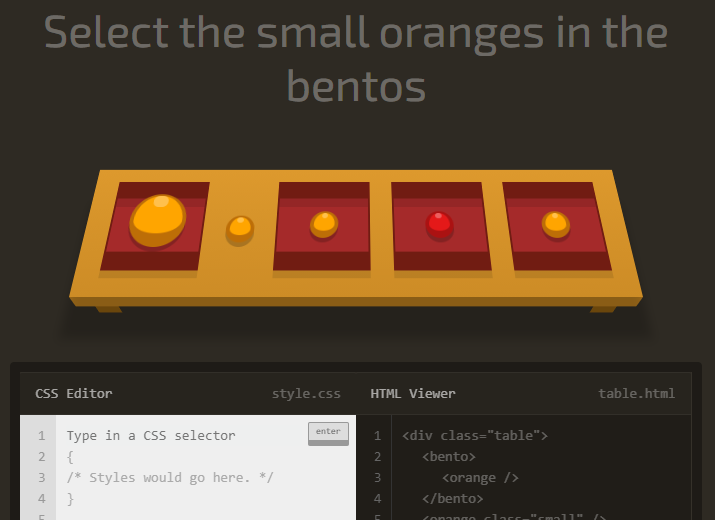 Select the small oranges in the
bentos
CSS Editor style.css
HTML Viewer table.html
1 Type in a CSS selector enter
2 {
3 /* Styles would go here. */
4 }
5
1 <div class="table">
2 <bento>
3 <orange />
4 </bento>
<orange class="small" />